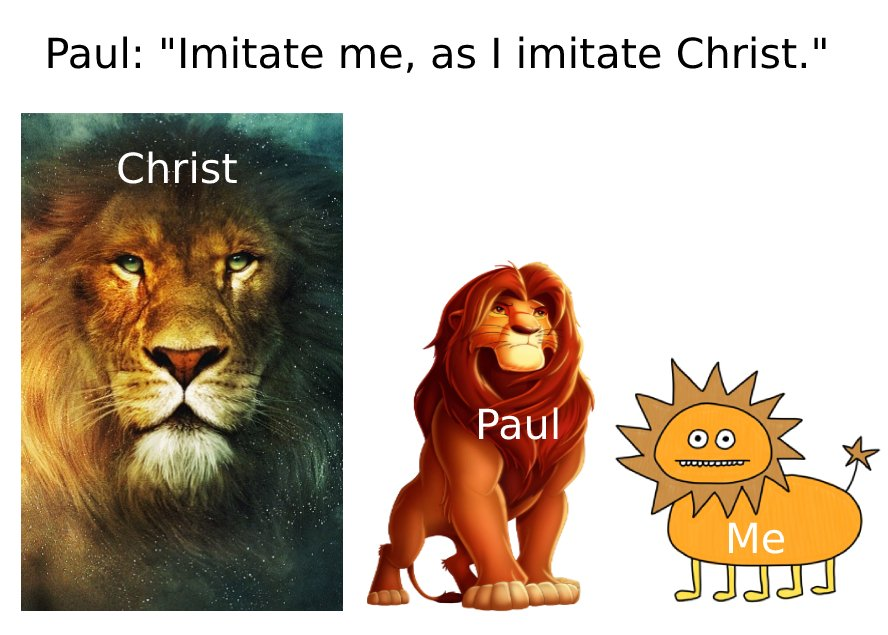 Paul: "Imitate me, as I imitate Christ."
Christ
Paul
Me